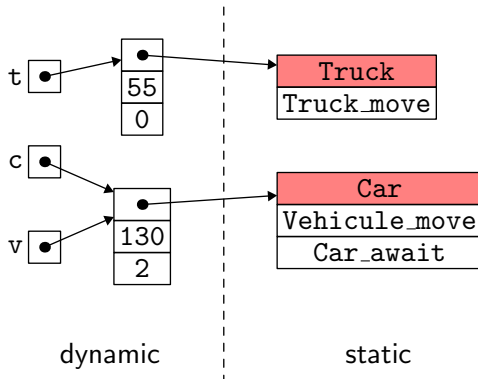 t
55
0
Truck
Truck_move
c
v
130
2
Car
Vehicule_move
Car_await
dynamic
static